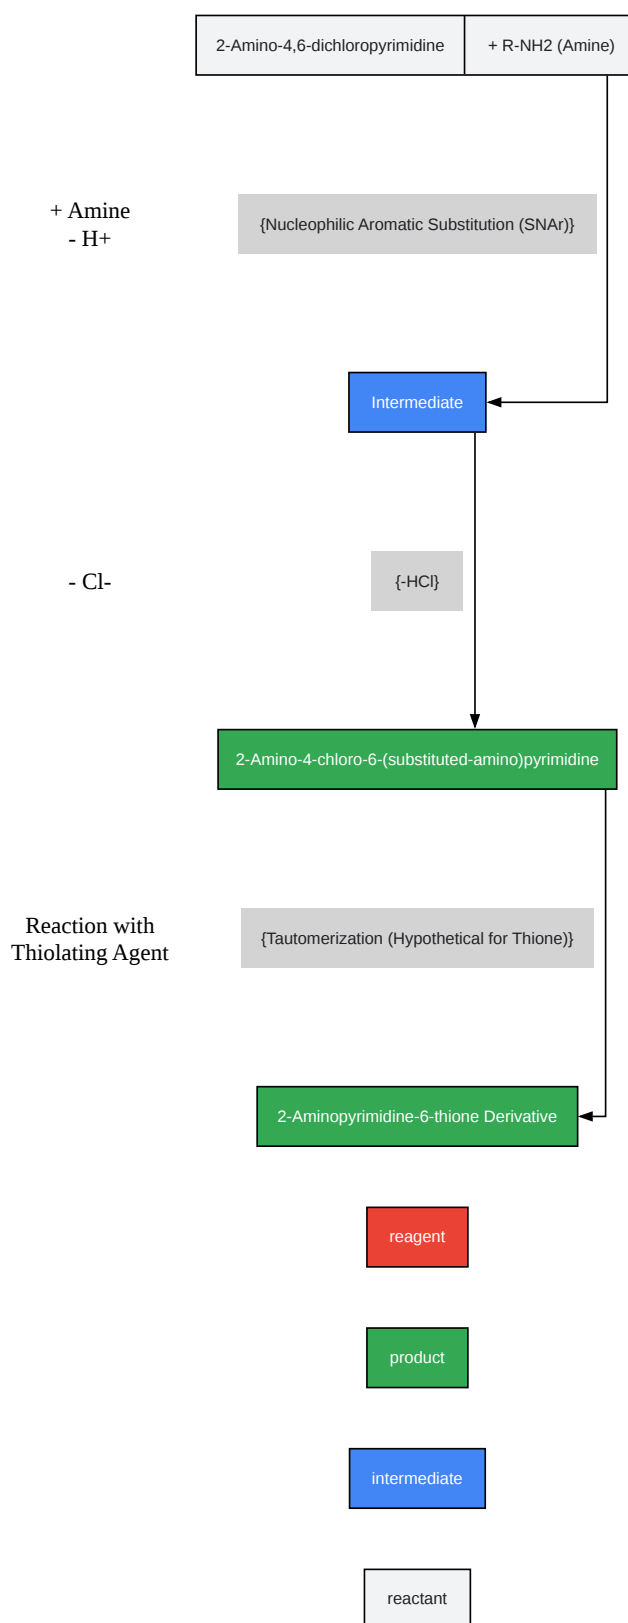 2-Amino-4,6-dichloropyrimidine
+ R-NH2 (Amine)
+ Amine
- H+
{Nucleophilic Aromatic Substitution (SNAr)}
Intermediate
- Cl-
{-HCl}
2-Amino-4-chloro-6-(substituted-amino)pyrimidine
Reaction with
Thiolating Agent
{Tautomerization (Hypothetical for Thione)}
2-Aminopyrimidine-6-thione Derivative
reagent
product
intermediate
reactant